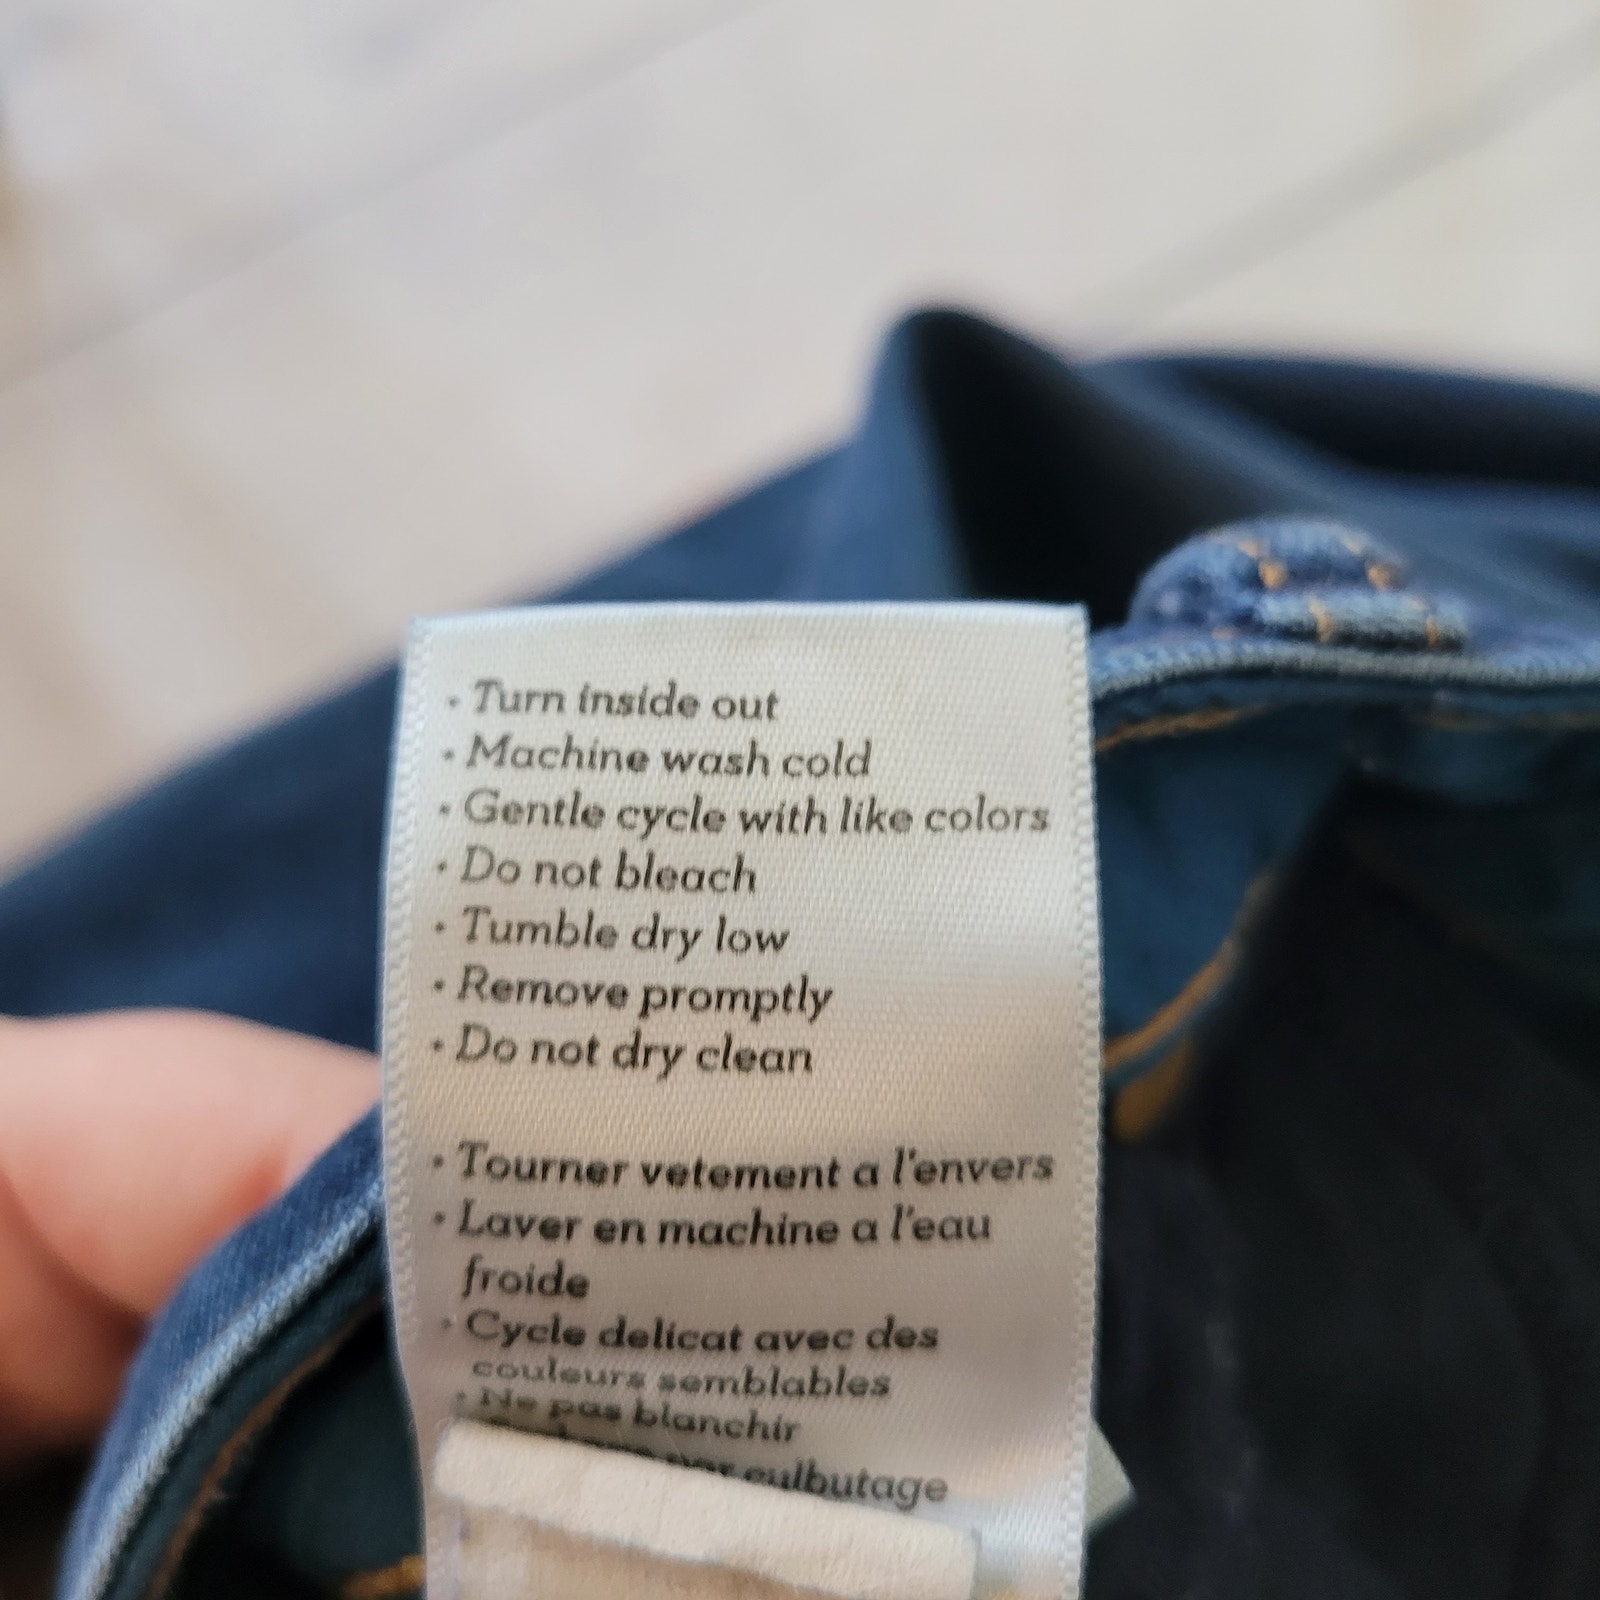 • Turn inside out
• Machine wash cold
• Gentle cycle with like colors
• Do not bleach
• Tumble dry low
• Remove promptly
• Do not dry clean
• Tourner vetement a l'envers
• Laver en machine a l'eau
froide
• Cycle delicat avec des
couleurs semblables
• Ne pas blanchir
par culbutage